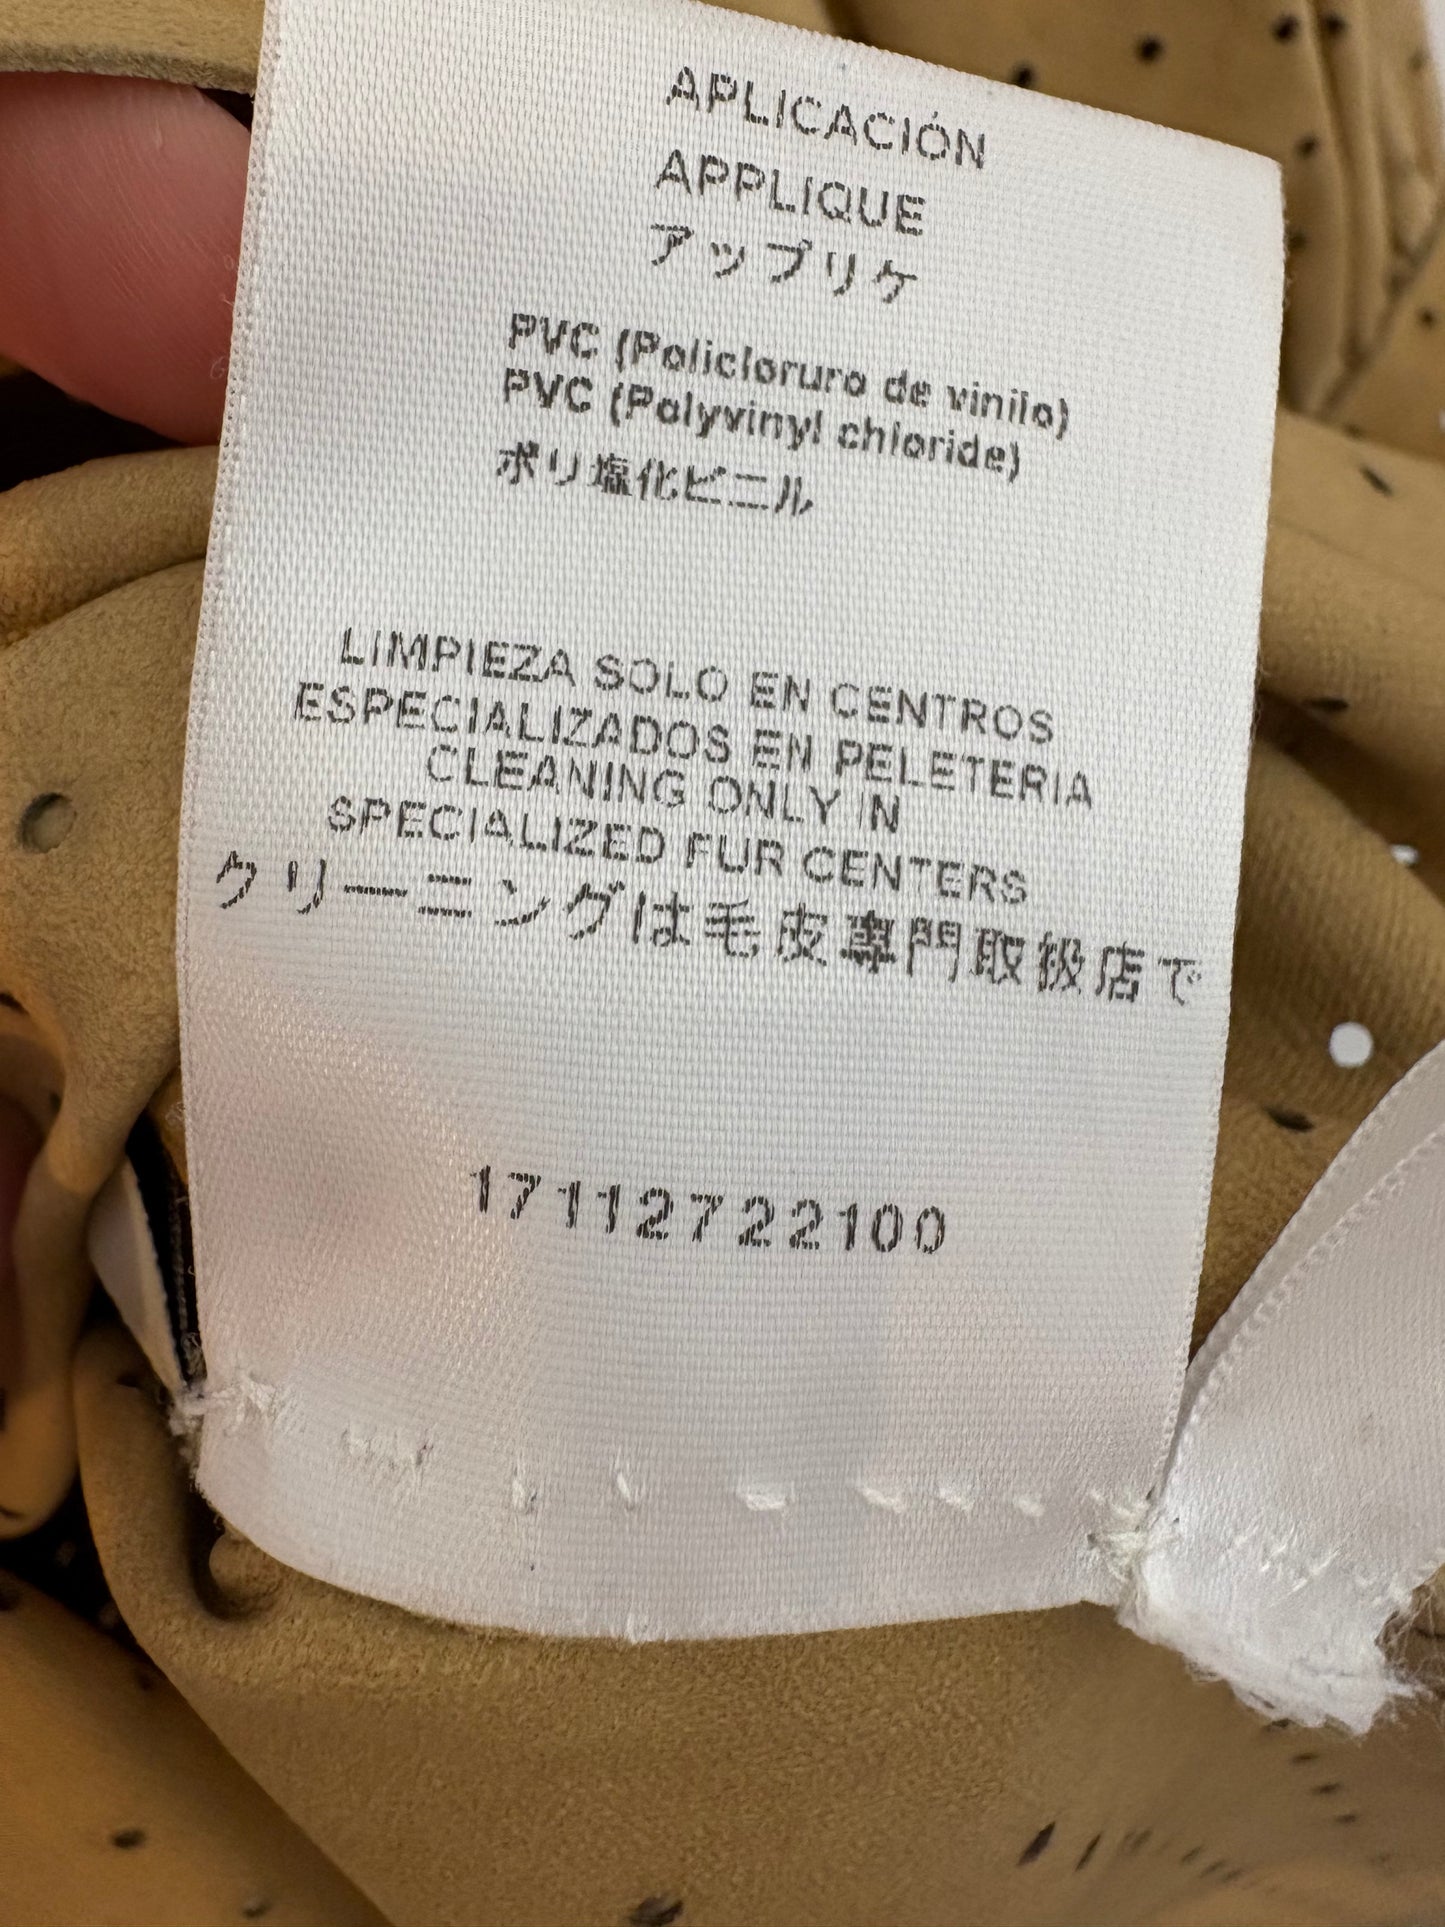 APLICACIÓN
APPLIQUE
アップリケ
PVC (Policloruro de vinilo)
PVC (Polyvinyl chloride)
ポリ塩化ビニル
LIMPIEZA SOLO EN CENTROS
ESPECIALIZADOS EN PELETERIA
CLEANING ONLY IN
SPECIALIZED FUR CENTERS
クリーニングは毛皮専門取扱店で
17112722100